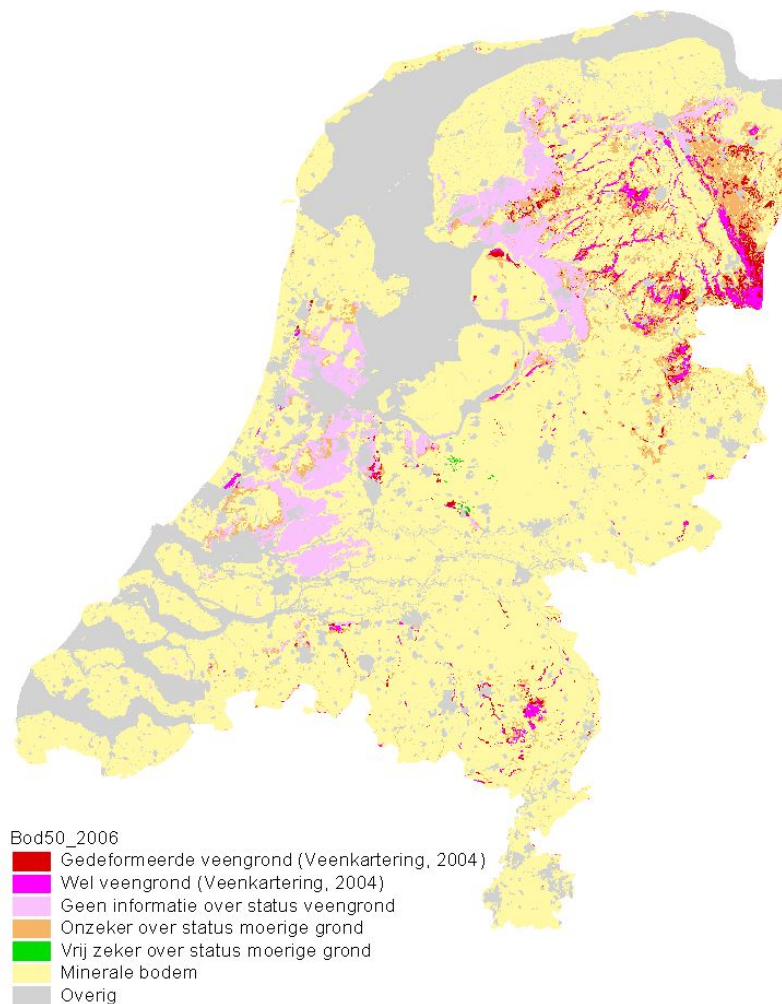 Bod50_2006
Gedeformeerde veengrond (Veenkartering, 2004)
Wel veengrond (Veenkartering, 2004)
Geen informatie over status veengrond
Onzeker over status moerige grond
Vrij zeker over status moerige grond
Minerale bodem
Overig